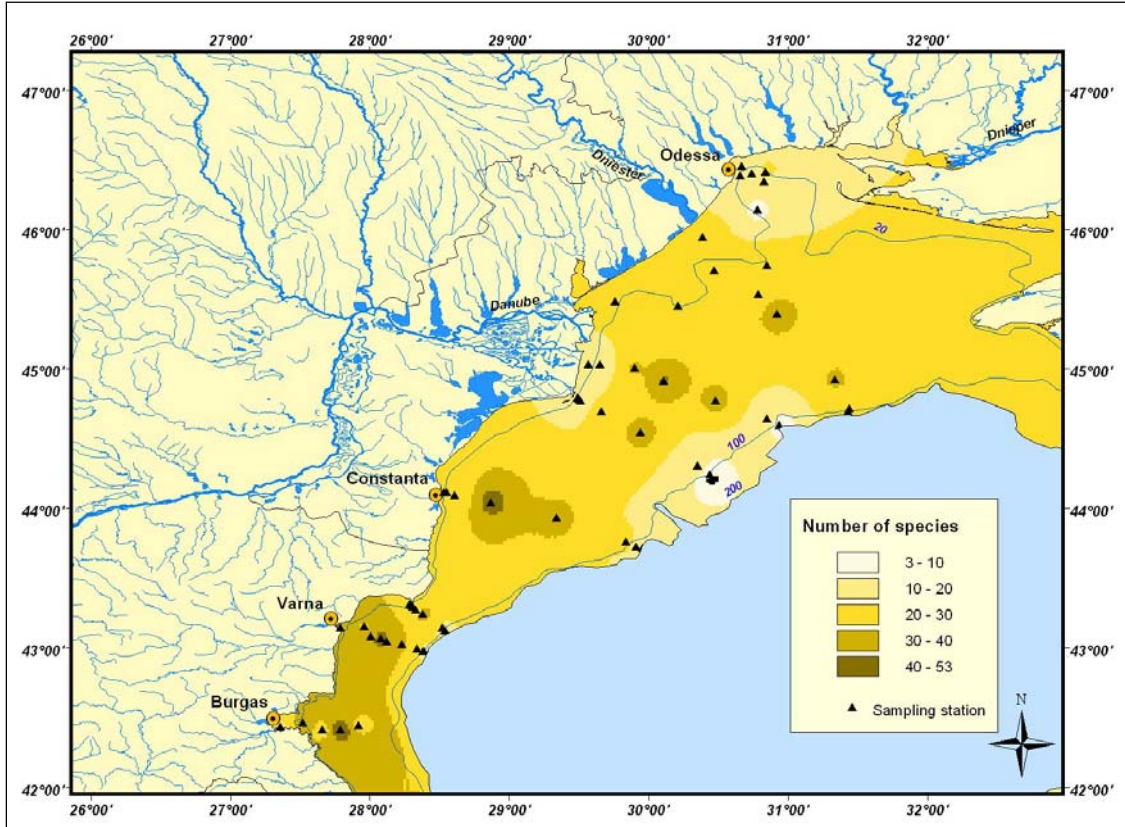 26°00' 27°00' 28°00' 29°00' 30°00' 31°00' 32°00'
47°00' 47°00'
Dnieper
Odessa
Dniester
46°00' 46°00'
20
Danube
45°00' 45°00'
100
Constanta
200
44°00' 44°00'
Number of species
3 - 10
10 - 20
20 - 30
30 - 40
40 - 53
Sampling station
Varna
43°00' 43°00'
Burgas
N
42°00' 42°00'
26°00' 27°00' 28°00' 29°00' 30°00' 31°00' 32°00'